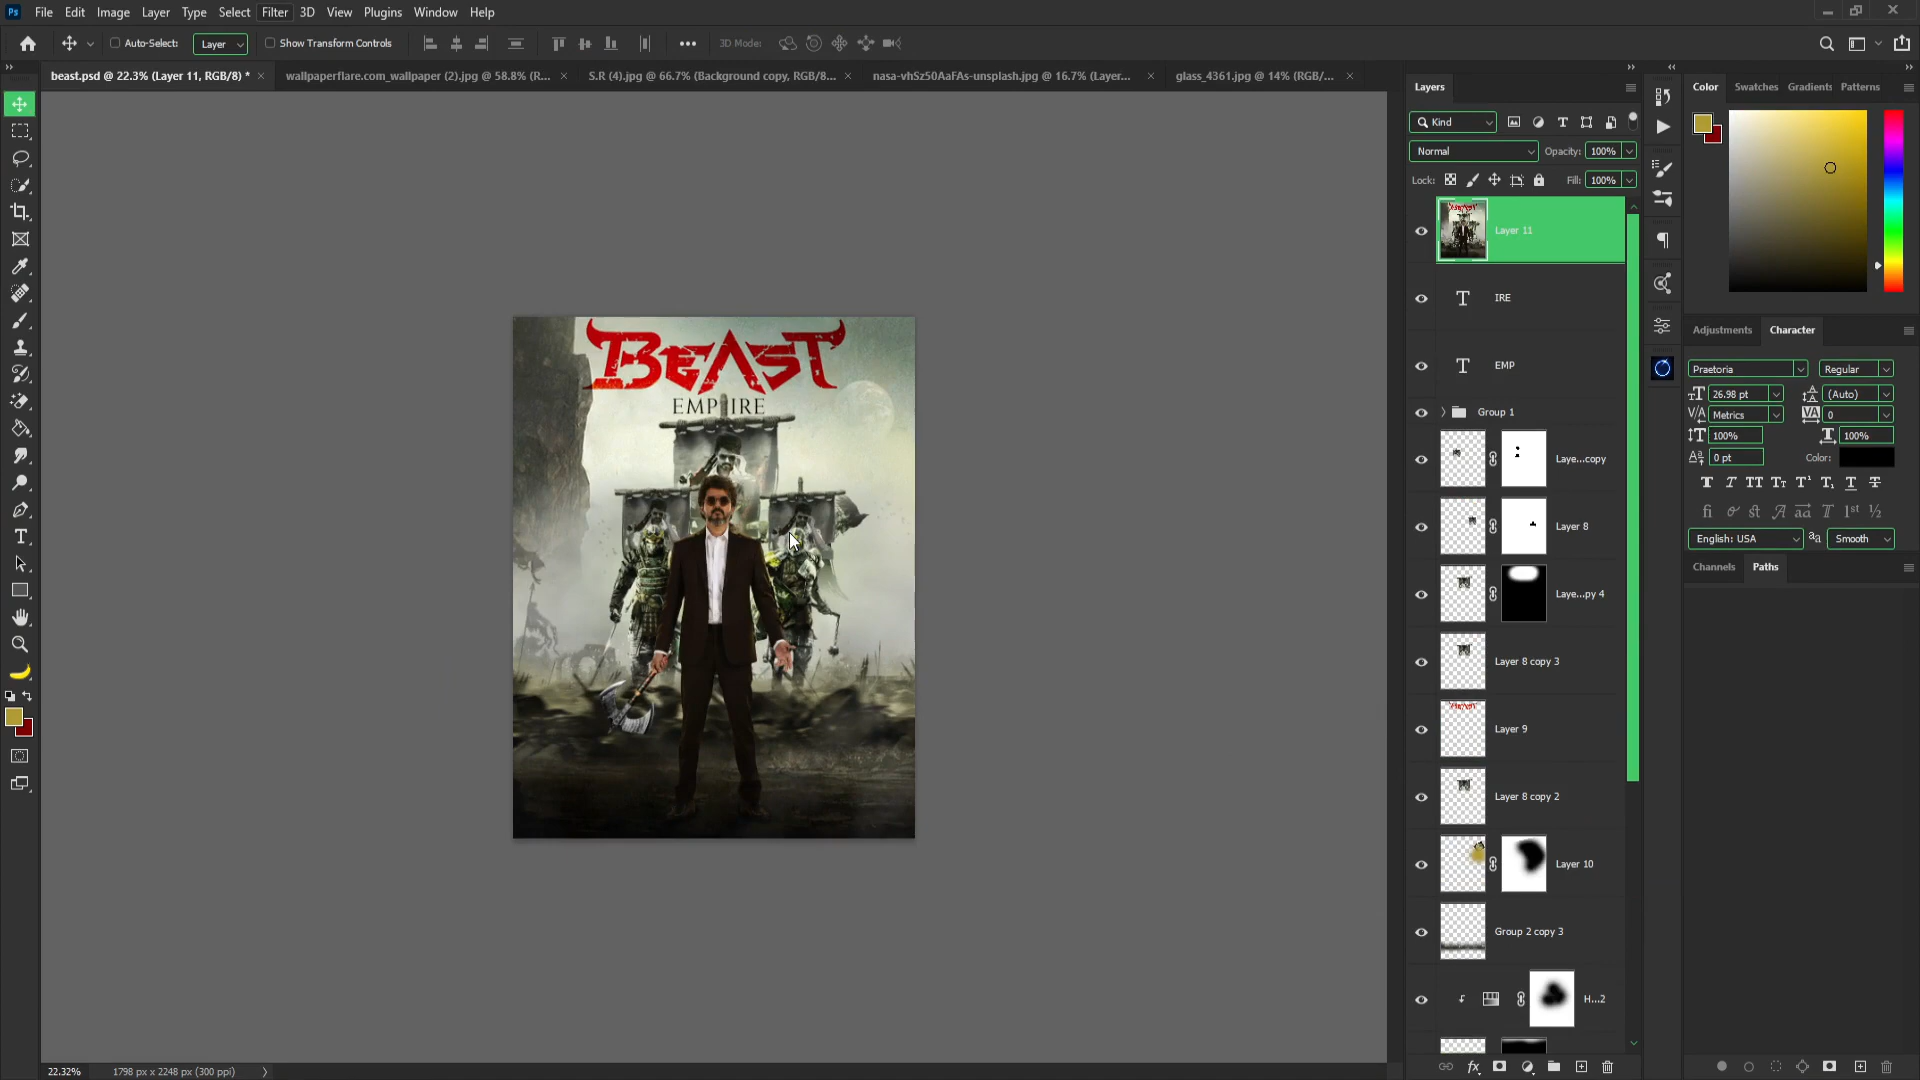 Ps File Edit Image Layer Type Select Filter 3D View Plugins Window Help
Auto-Select: Layer Show Transform Controls 3D Mode:
beast.psd @ 22.3% (Layer 11, RGB/8) * × wallpaperflare.com_wallpaper (2).jpg @ 58.8% (R... × S.R (4).jpg @ 66.7% (Background copy, RGB/8... × nasa-vhSz50AaFAs-unsplash.jpg @ 16.7% (Layer... × glass_4361.jpg @ 14% (RGB/... ×
BEAST
EMPIRE
Layers
Kind
Normal Opacity: 100%
Lock: Fill: 100%
Layer 11
IRE
EMP
Group 1
Laye...copy
Layer 8
Laye...py 4
Layer 8 copy 3
Layer 9
Layer 8 copy 2
Layer 10
Group 2 copy 3
H...2
fx
Color Swatches Gradients Patterns
Adjustments Character
Praetoria Regular
26.98 pt (Auto)
Metrics 0
100% 100%
0 pt Color:
English: USA aa Smooth
Channels Paths
22.32% 1798 px x 2248 px (300 ppi)